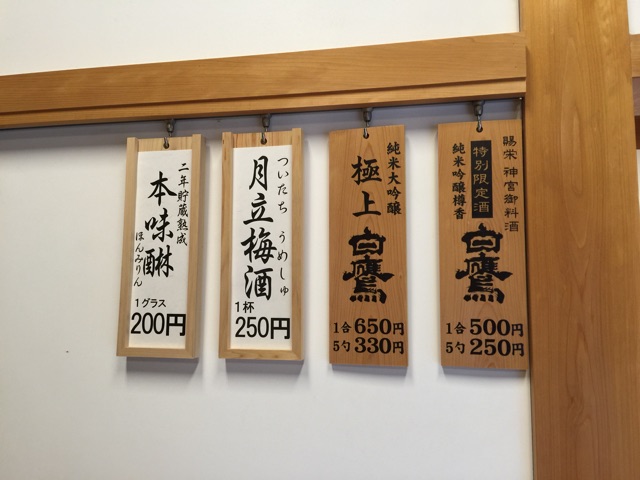 賜栄 神宮御料酒
特別限定酒
純米吟醸樽香
白鷹
1合500円
5勺250円
純米大吟醸
極上
白鷹
1合650円
5勺330円
ついたち うめしゅ
月立梅酒
1杯
250円
二年貯蔵熟成
本味醂
ほんみりん
1グラス
200円